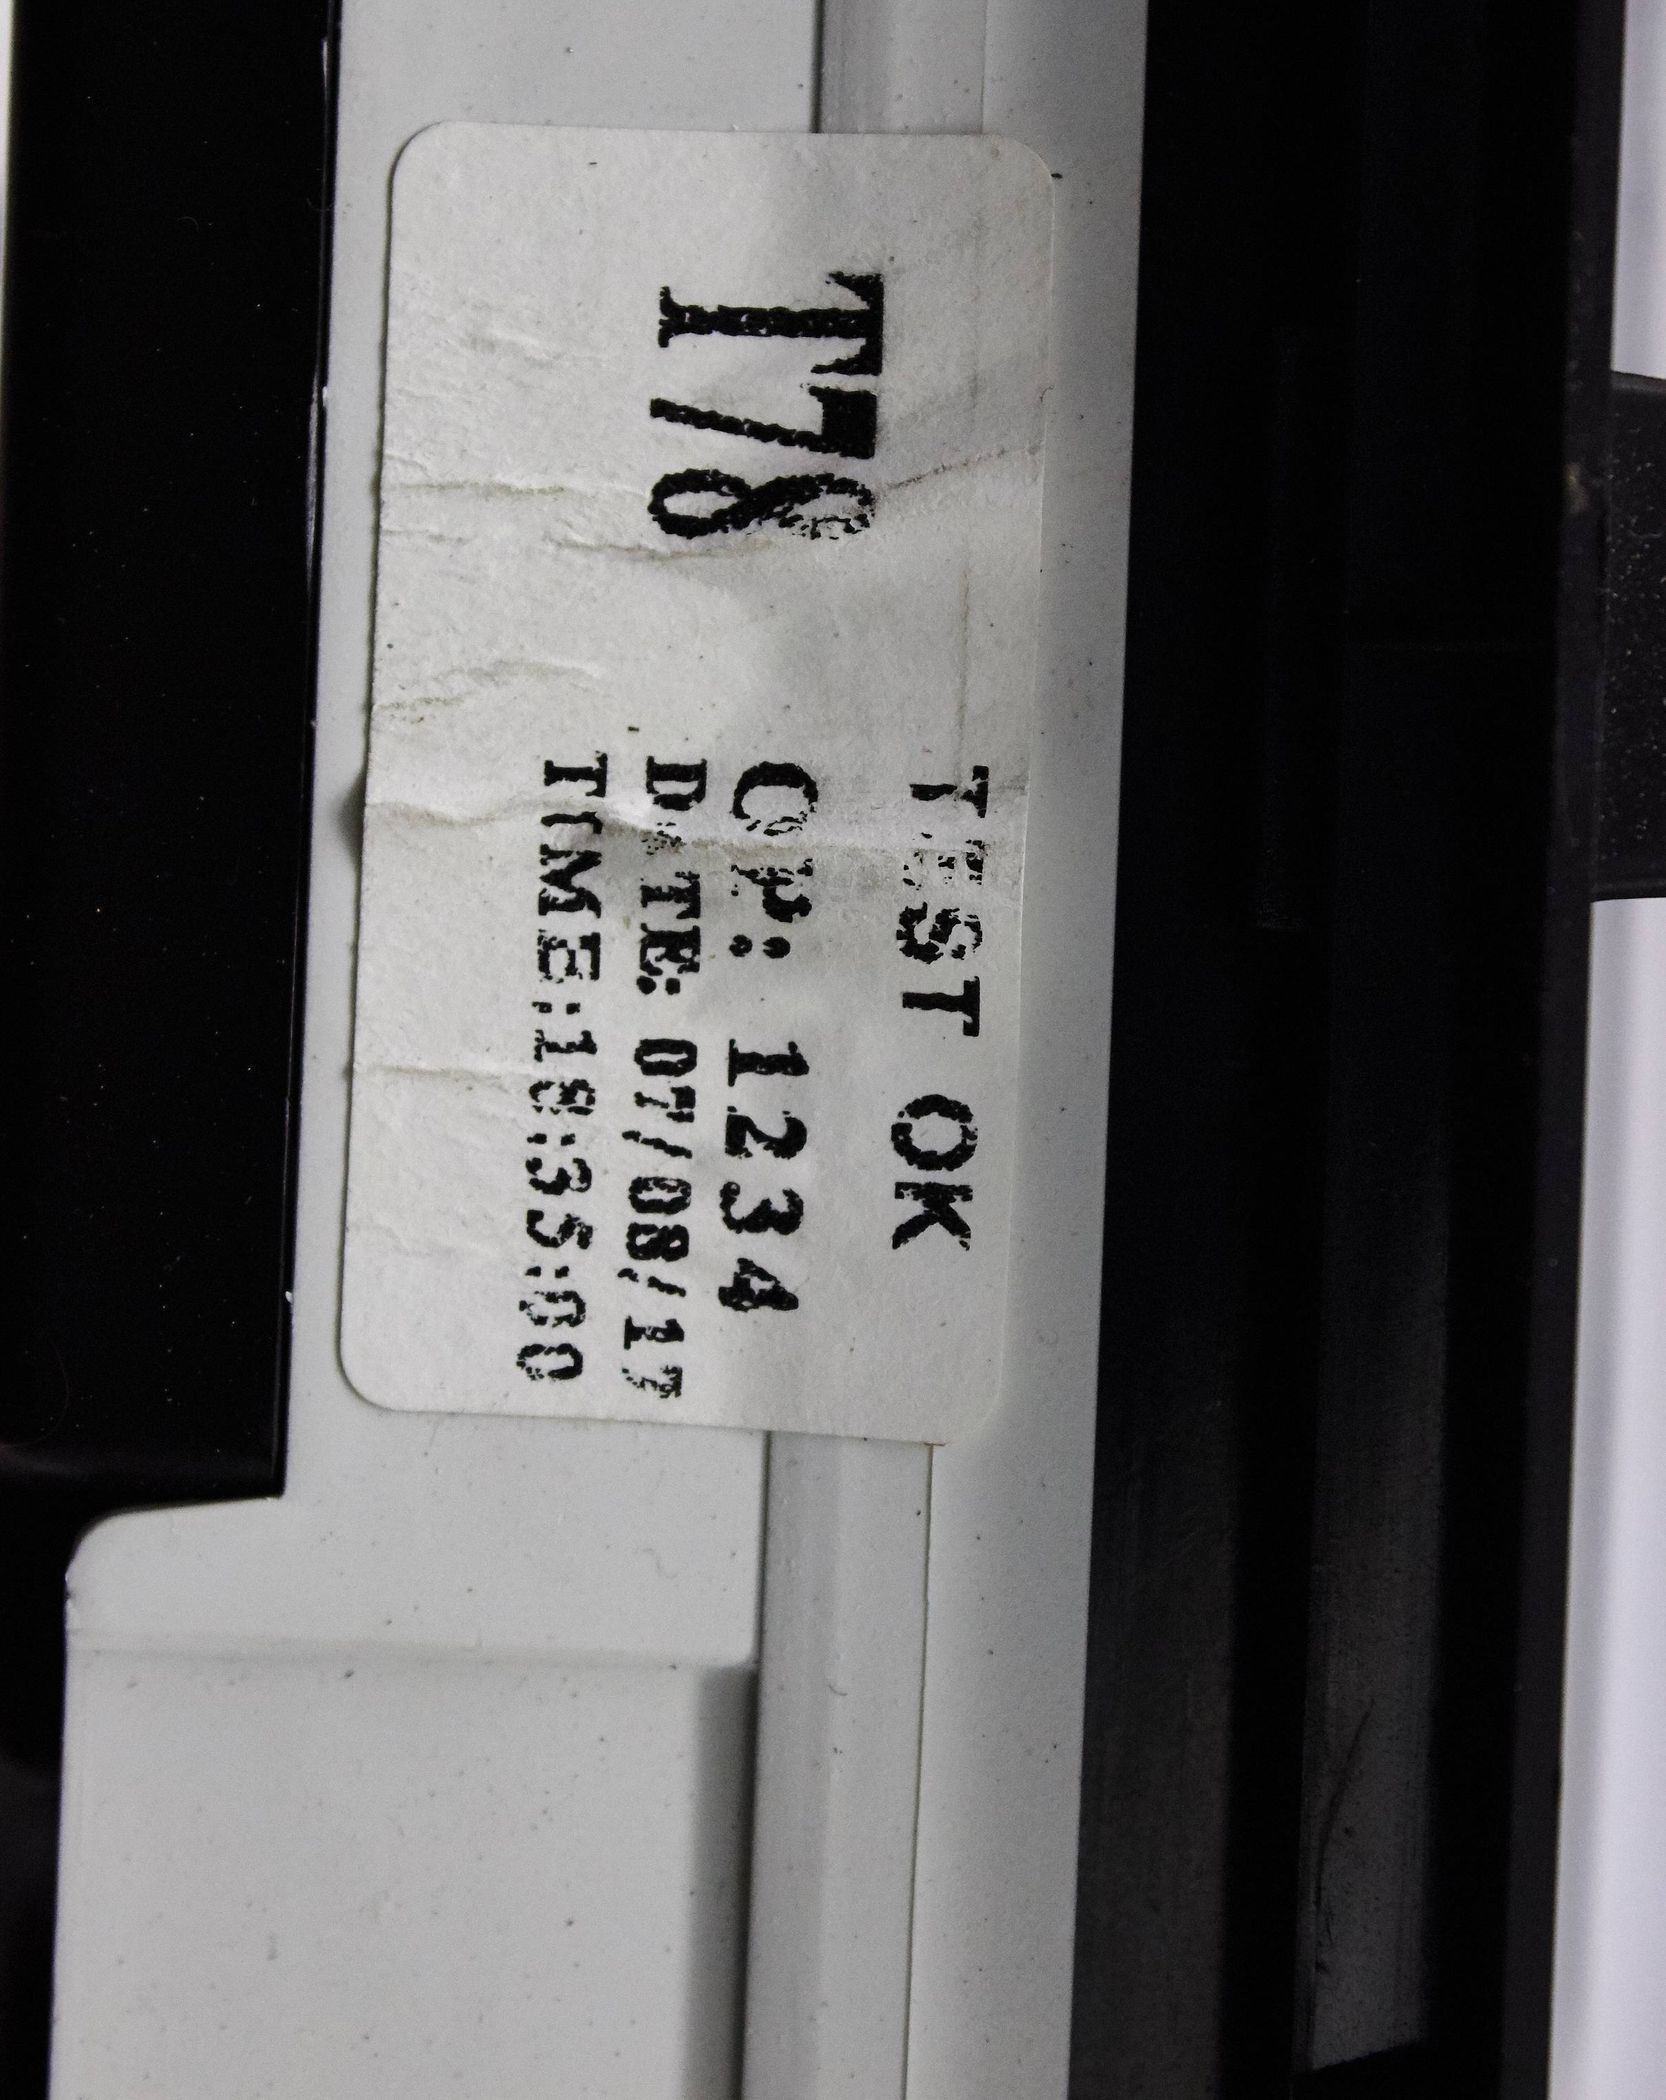 T78
TEST OK
Op: 1234
DATE: 07/08/17
TIME:18:35:00